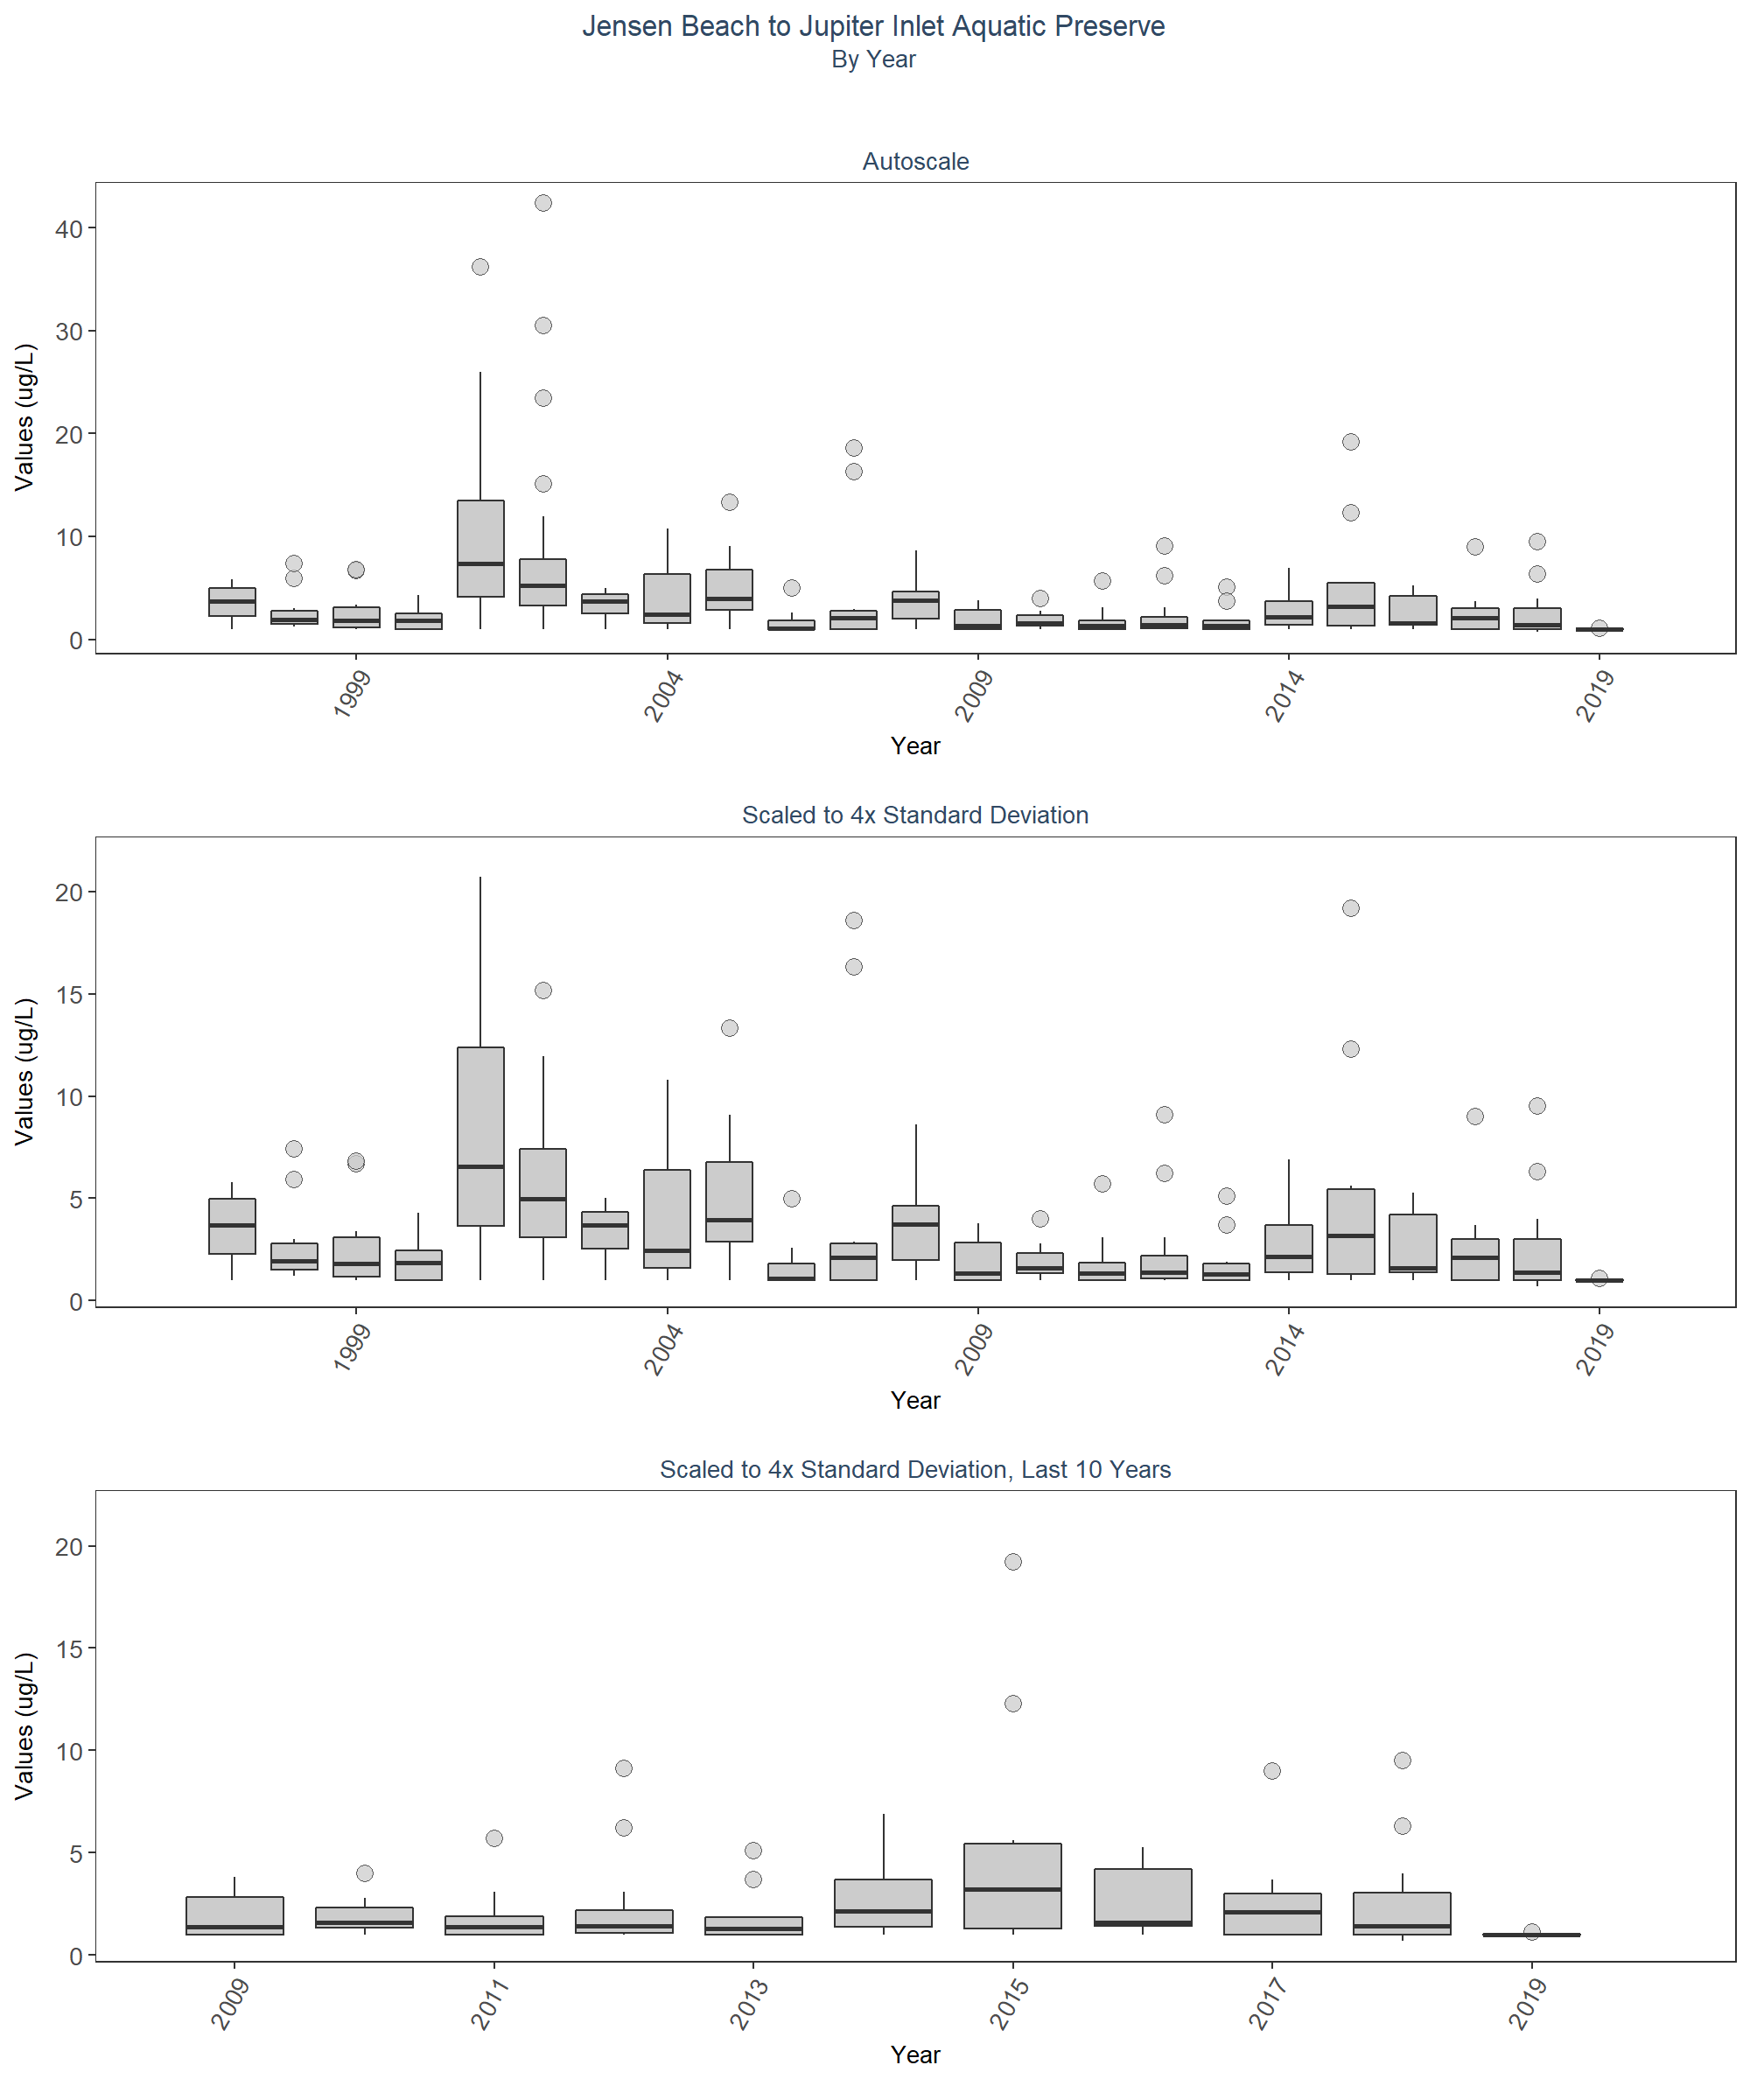 Jensen Beach to Jupiter Inlet Aquatic Preserve
By Year
Autoscale
Values (ug/L)
40
30
20
10
0
1999
2004
2009
2014
2019
Year
Scaled to 4x Standard Deviation
Values (ug/L)
20
15
10
5
0
1999
2004
2009
2014
2019
Year
Scaled to 4x Standard Deviation, Last 10 Years
Values (ug/L)
20
15
10
5
0
2009
2011
2013
2015
2017
2019
Year